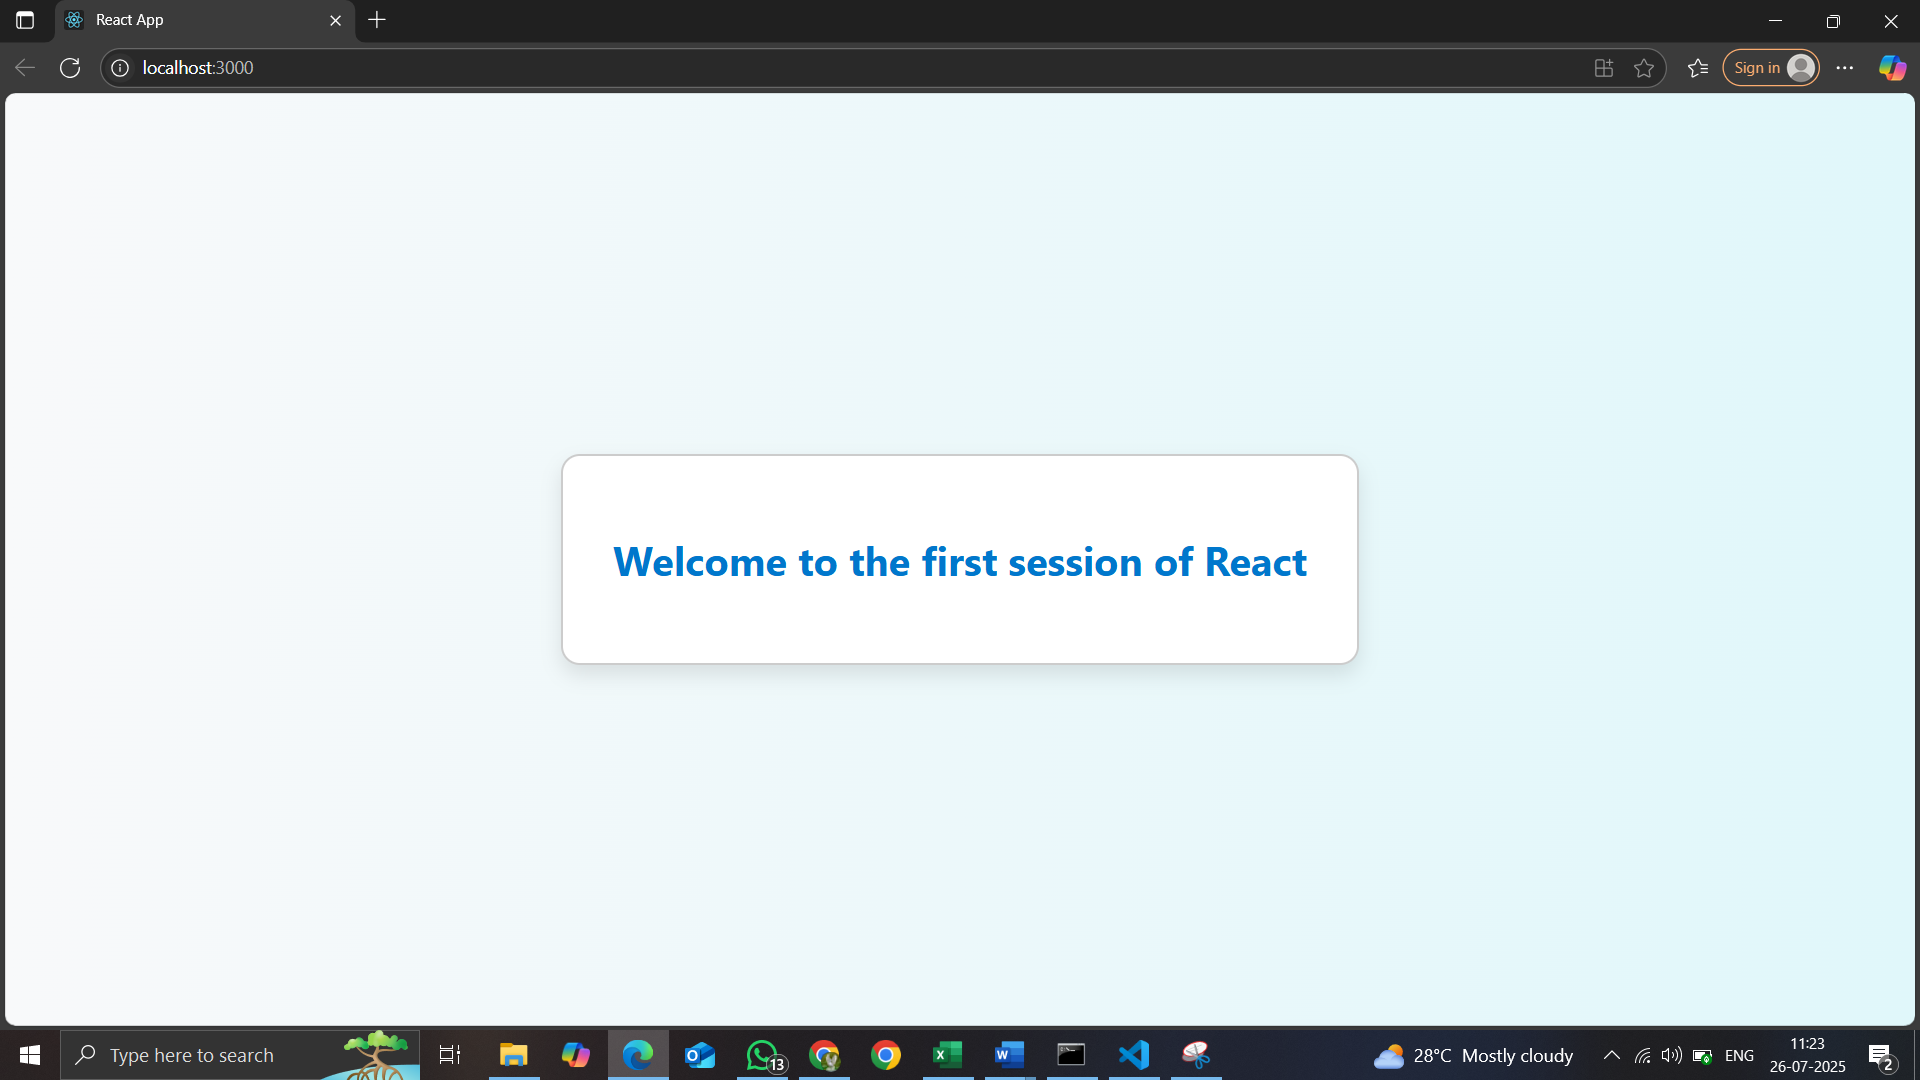 React App
localhost:3000
Sign in
Welcome to the first session of React
Type here to search
13
28°C Mostly cloudy
ENG
11:23
26-07-2025
2